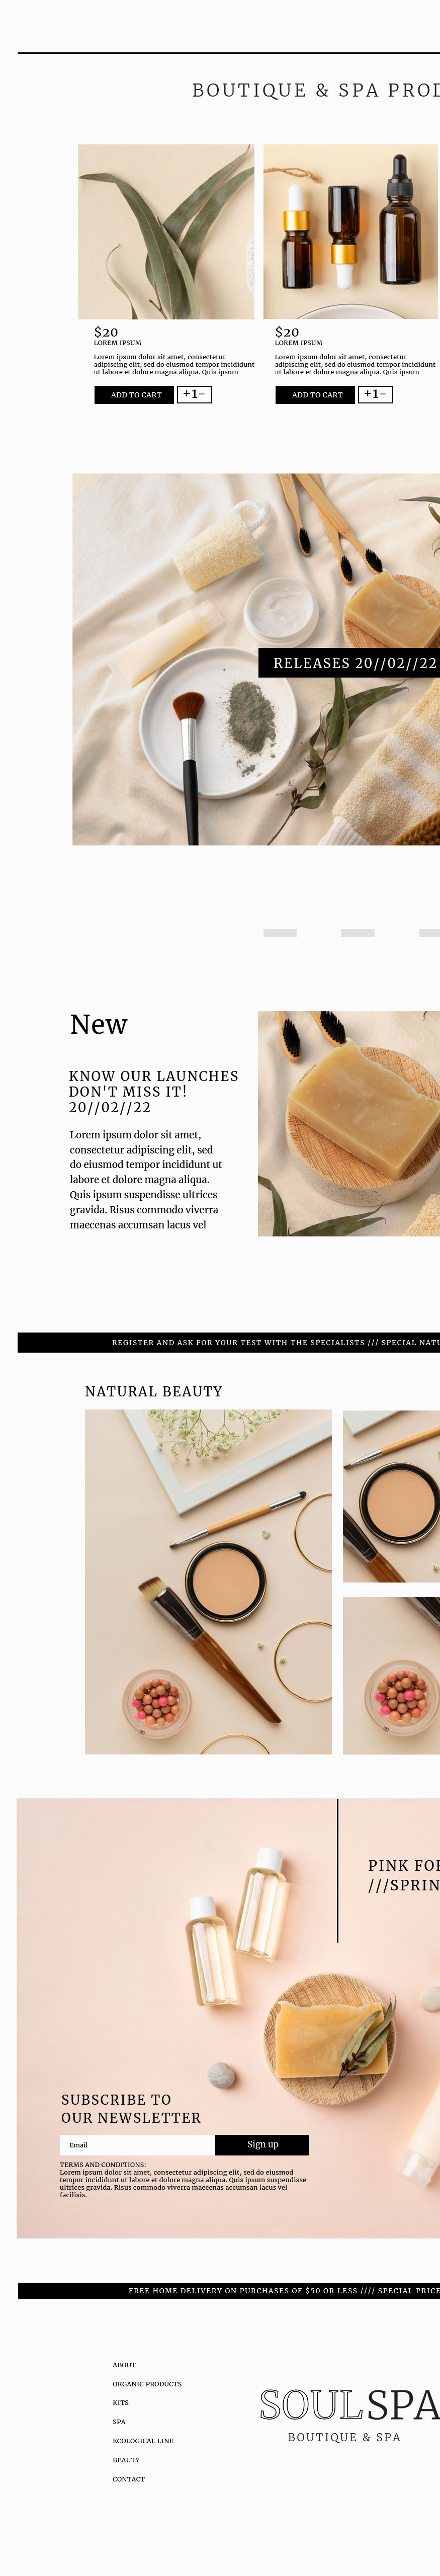 BOUTIQUE & SPA PROD
$20
LOREM IPSUM
Lorem ipsum dolor sit amet, consectetur
adipiscing elit, sed do eiusmod tempor incididunt
ut labore et dolore magna aliqua. Quis ipsum
ADD TO CART +1−
$20
LOREM IPSUM
Lorem ipsum dolor sit amet, consectetur
adipiscing elit, sed do eiusmod tempor incididunt
ut labore et dolore magna aliqua. Quis ipsum
ADD TO CART +1−
RELEASES 20//02//22
New
KNOW OUR LAUNCHES
DON'T MISS IT!
20//02//22
Lorem ipsum dolor sit amet,
consectetur adipiscing elit, sed
do eiusmod tempor incididunt ut
labore et dolore magna aliqua.
Quis ipsum suspendisse ultrices
gravida. Risus commodo viverra
maecenas accumsan lacus vel
REGISTER AND ASK FOR YOUR TEST WITH THE SPECIALISTS /// SPECIAL NATU
NATURAL BEAUTY
PINK FO
///SPRIN
SUBSCRIBE TO
OUR NEWSLETTER
Email
Sign up
TERMS AND CONDITIONS:
Lorem ipsum dolor sit amet, consectetur adipiscing elit, sed do eiusmod
tempor incididunt ut labore et dolore magna aliqua. Quis ipsum suspendisse
ultrices gravida. Risus commodo viverra maecenas accumsan lacus vel
facilisis.
FREE HOME DELIVERY ON PURCHASES OF $50 OR LESS //// SPECIAL PRICE
ABOUT
ORGANIC PRODUCTS
KITS
SPA
ECOLOGICAL LINE
BEAUTY
CONTACT
SOULSPA
BOUTIQUE & SPA